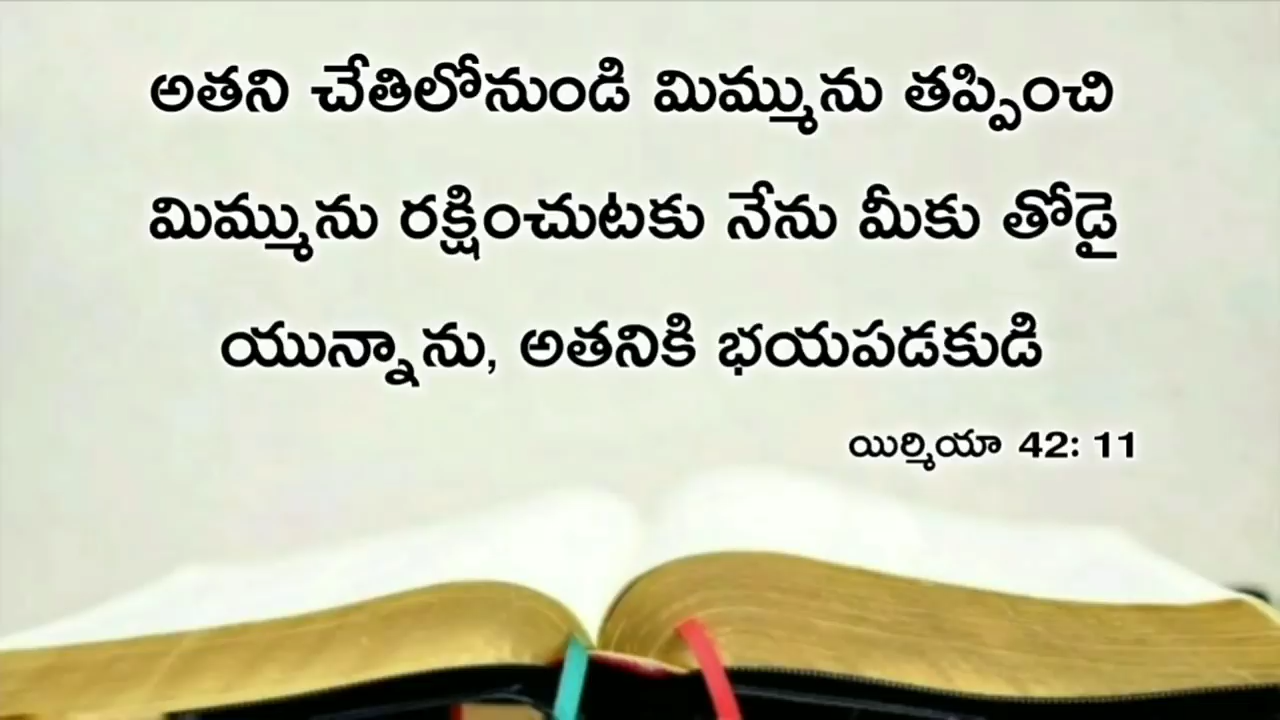 అతని చేతిలోనుండి మిమ్మును తప్పించి
మిమ్మును రక్షించుటకు నేను మీకు తోడై
యున్నాను, అతనికి భయపడకుడి
యిర్మియా 42: 11